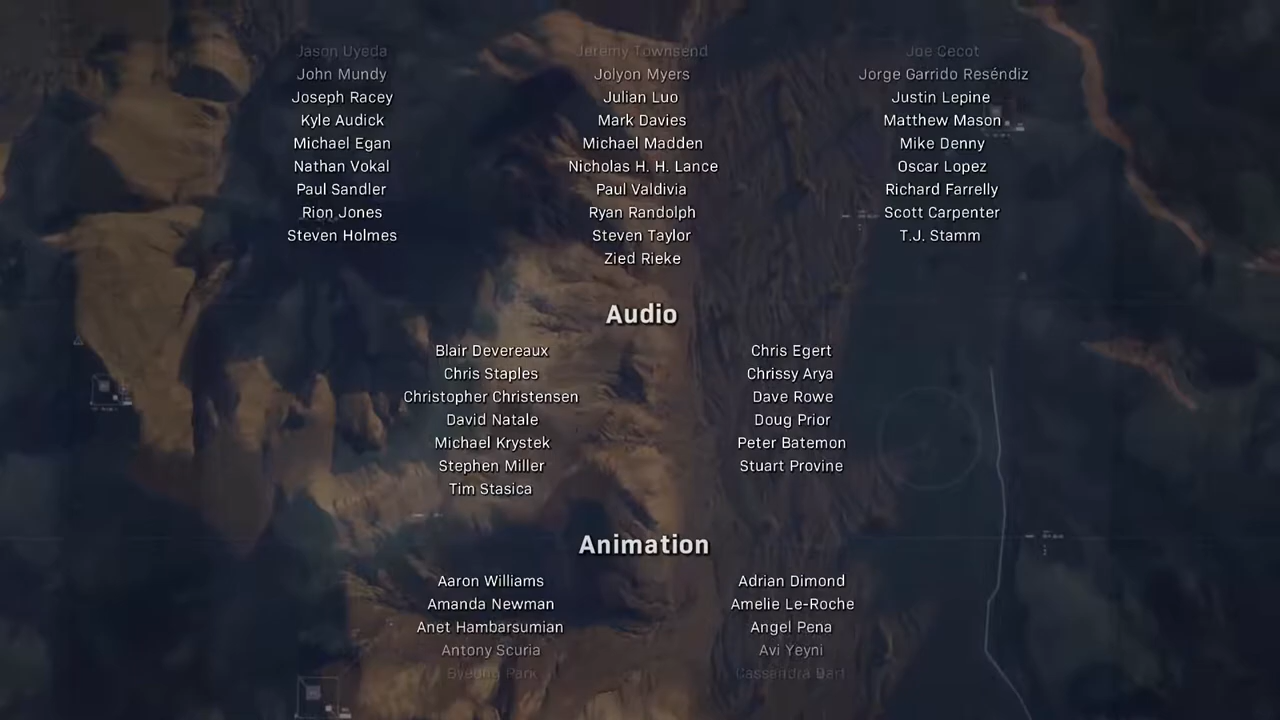 Jason Uyeda Jeremy Townsend Joe Cecot
John Mundy Jolyon Myers Jorge Garrido Reséndiz
Joseph Racey Julian Luo Justin Lepine
Kyle Audick Mark Davies Matthew Mason
Michael Egan Michael Madden Mike Denny
Nathan Vokal Nicholas H. H. Lance Oscar Lopez
Paul Sandler Paul Valdivia Richard Farrelly
Rion Jones Ryan Randolph Scott Carpenter
Steven Holmes Steven Taylor T.J. Stamm
Zied Rieke
Audio
Blair Devereaux Chris Egert
Chris Staples Chrissy Arya
Christopher Christensen Dave Rowe
David Natale Doug Prior
Michael Krystek Peter Batemon
Stephen Miller Stuart Provine
Tim Stasica
Animation
Aaron Williams Adrian Dimond
Amanda Newman Amelie Le-Roche
Anet Hambarsumian Angel Pena
Antony Scuria Avi Yeyni
Byeong Park Cassandra Bart